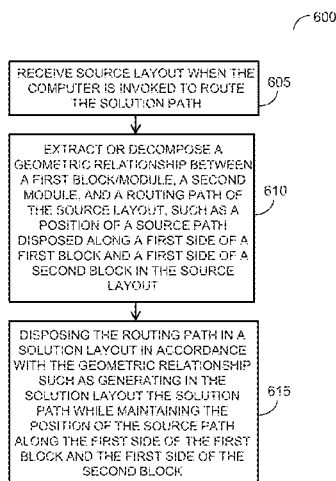 600
RECEIVE SOURCE LAYOUT WHEN THE
COMPUTER IS INVOKED TO ROUTE
THE SOLUTION PATH
605
EXTRACT OR DECOMPOSE A
GEOMETRIC RELATIONSHIP BETWEEN
A FIRST BLOCK/MODULE, A SECOND
MODULE, AND A ROUTING PATH
OF THE SOURCE LAYOUT, SUCH AS A
POSITION OF A SOURCE PATH
DISPOSED ALONG A FIRST SIDE OF A
FIRST BLOCK AND A FIRST SIDE OF A
SECOND BLOCK IN THE SOURCE
LAYOUT
610
DISPOSING THE ROUTING PATH IN A
SOLUTION LAYOUT IN ACCORDANCE
WITH THE GEOMETRIC RELATIONSHIP
SUCH AS GENERATING IN THE
SOLUTION LAYOUT THE SOLUTION
PATH WHILE MAINTAINING THE
POSITION OF THE SOURCE PATH
ALONG THE FIRST SIDE OF THE FIRST
BLOCK AND THE FIRST SIDE OF THE
SECOND BLOCK
615